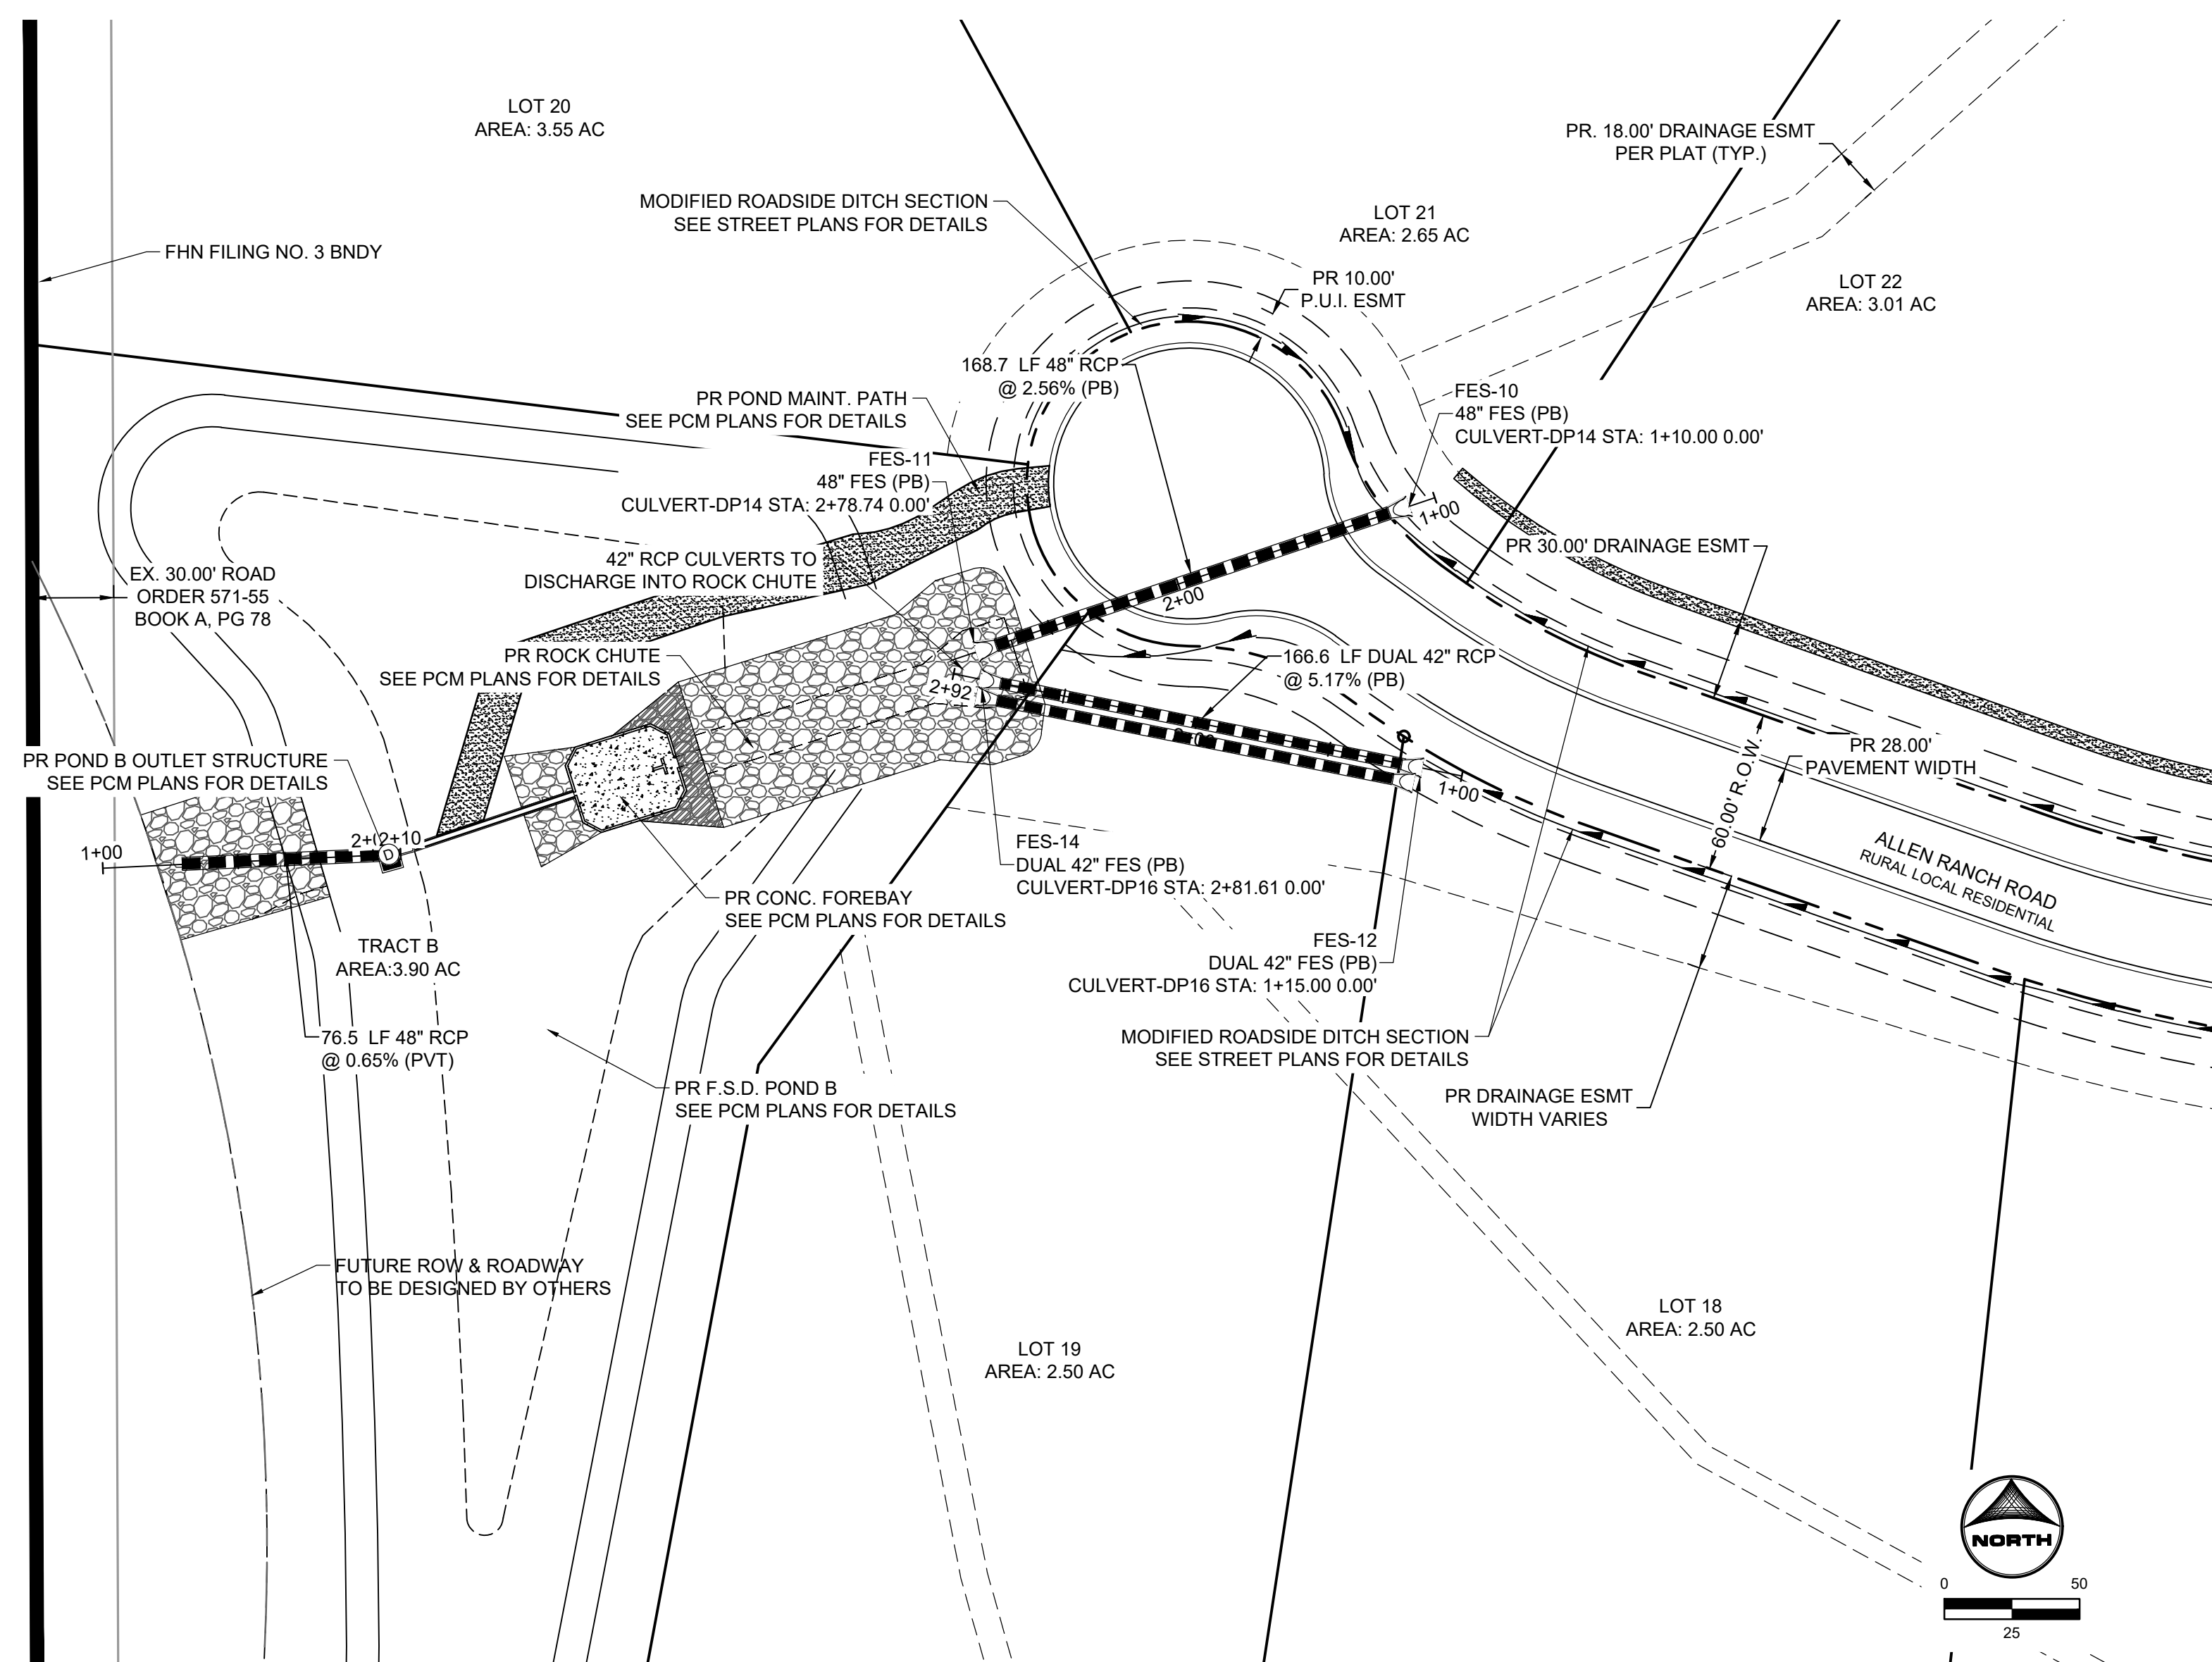 LOT 20
AREA: 3.55 AC
PR. 18.00' DRAINAGE ESMT
PER PLAT (TYP.)
MODIFIED ROADSIDE DITCH SECTION
SEE STREET PLANS FOR DETAILS
LOT 21
AREA: 2.65 AC
FHN FILING NO. 3 BNDY
PR 10.00'
P.U.I. ESMT
LOT 22
AREA: 3.01 AC
168.7 LF 48" RCP
@ 2.56% (PB)
PR POND MAINT. PATH
SEE PCM PLANS FOR DETAILS
FES-10
48" FES (PB)
CULVERT-DP14 STA: 1+10.00 0.00'
FES-11
48" FES (PB)
CULVERT-DP14 STA: 2+78.74 0.00'
1+00
42" RCP CULVERTS TO
DISCHARGE INTO ROCK CHUTE
PR 30.00' DRAINAGE ESMT
EX. 30.00' ROAD
ORDER 571-55
BOOK A, PG 78
2+00
PR ROCK CHUTE
SEE PCM PLANS FOR DETAILS
166.6 LF DUAL 42" RCP
@ 5.17% (PB)
2+92
2+00
PR POND B OUTLET STRUCTURE
SEE PCM PLANS FOR DETAILS
PR 28.00'
PAVEMENT WIDTH
60.00' R.O.W.
1+00
1+00
2+10
D
FES-14
DUAL 42" FES (PB)
CULVERT-DP16 STA: 2+81.61 0.00'
ALLEN RANCH ROAD
RURAL LOCAL RESIDENTIAL
PR CONC. FOREBAY
SEE PCM PLANS FOR DETAILS
TRACT B
AREA:3.90 AC
FES-12
DUAL 42" FES (PB)
CULVERT-DP16 STA: 1+15.00 0.00'
76.5 LF 48" RCP
@ 0.65% (PVT)
MODIFIED ROADSIDE DITCH SECTION
SEE STREET PLANS FOR DETAILS
PR F.S.D. POND B
SEE PCM PLANS FOR DETAILS
PR DRAINAGE ESMT
WIDTH VARIES
FUTURE ROW & ROADWAY
TO BE DESIGNED BY OTHERS
LOT 18
AREA: 2.50 AC
LOT 19
AREA: 2.50 AC
NORTH
0 50
25